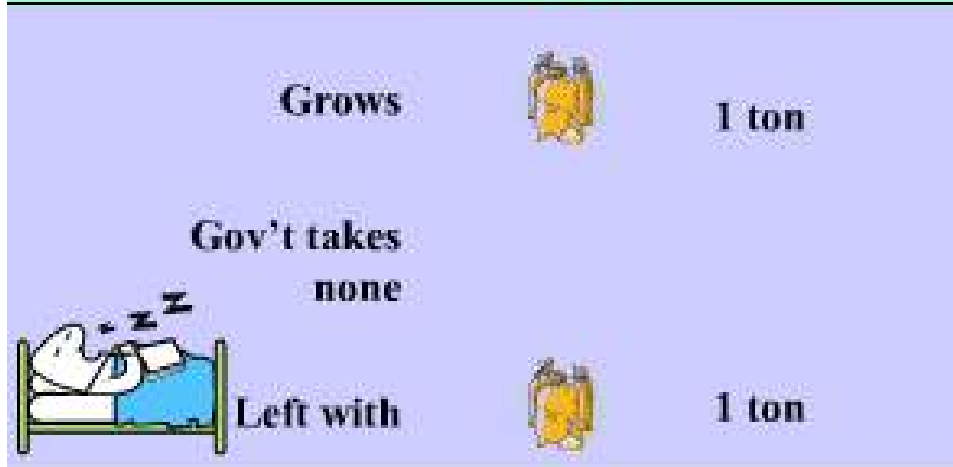 Grows 1 ton
Gov't takes
none
z z
Left with 1 ton